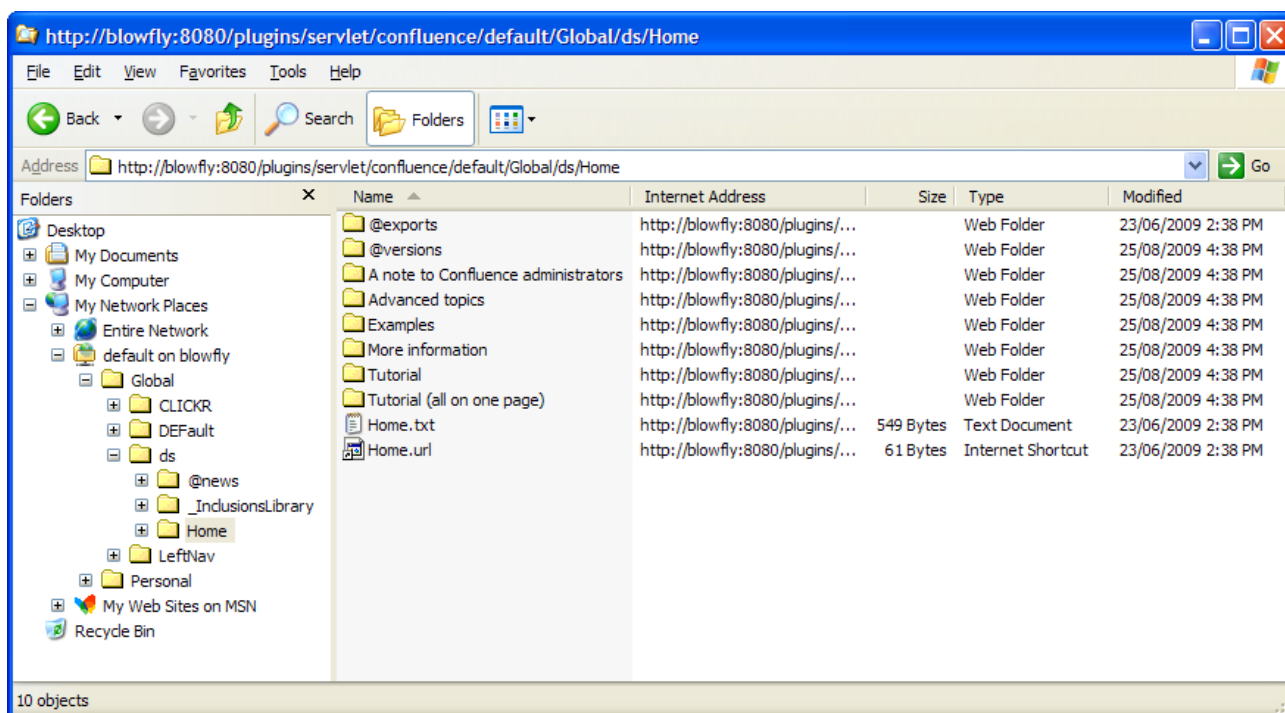 http://blowfly:8080/plugins/servlet/confluence/default/Global/ds/Home
File Edit View Favorites Tools Help
Back Search Folders
Address http://blowfly:8080/plugins/servlet/confluence/default/Global/ds/Home Go
Folders X Name Internet Address Size Type Modified
Desktop
My Documents
My Computer
My Network Places
Entire Network
default on blowfly
Global
CLICKR
DEFault
ds
@news
_InclusionsLibrary
Home
LeftNav
Personal
My Web Sites on MSN
Recycle Bin
@exports http://blowfly:8080/plugins/... Web Folder 23/06/2009 2:38 PM
@versions http://blowfly:8080/plugins/... Web Folder 25/08/2009 4:38 PM
A note to Confluence administrators http://blowfly:8080/plugins/... Web Folder 25/08/2009 4:38 PM
Advanced topics http://blowfly:8080/plugins/... Web Folder 25/08/2009 4:38 PM
Examples http://blowfly:8080/plugins/... Web Folder 25/08/2009 4:38 PM
More information http://blowfly:8080/plugins/... Web Folder 25/08/2009 4:38 PM
Tutorial http://blowfly:8080/plugins/... Web Folder 25/08/2009 4:38 PM
Tutorial (all on one page) http://blowfly:8080/plugins/... Web Folder 25/08/2009 4:38 PM
Home.txt http://blowfly:8080/plugins/... 549 Bytes Text Document 23/06/2009 2:38 PM
Home.url http://blowfly:8080/plugins/... 61 Bytes Internet Shortcut 23/06/2009 2:38 PM
10 objects